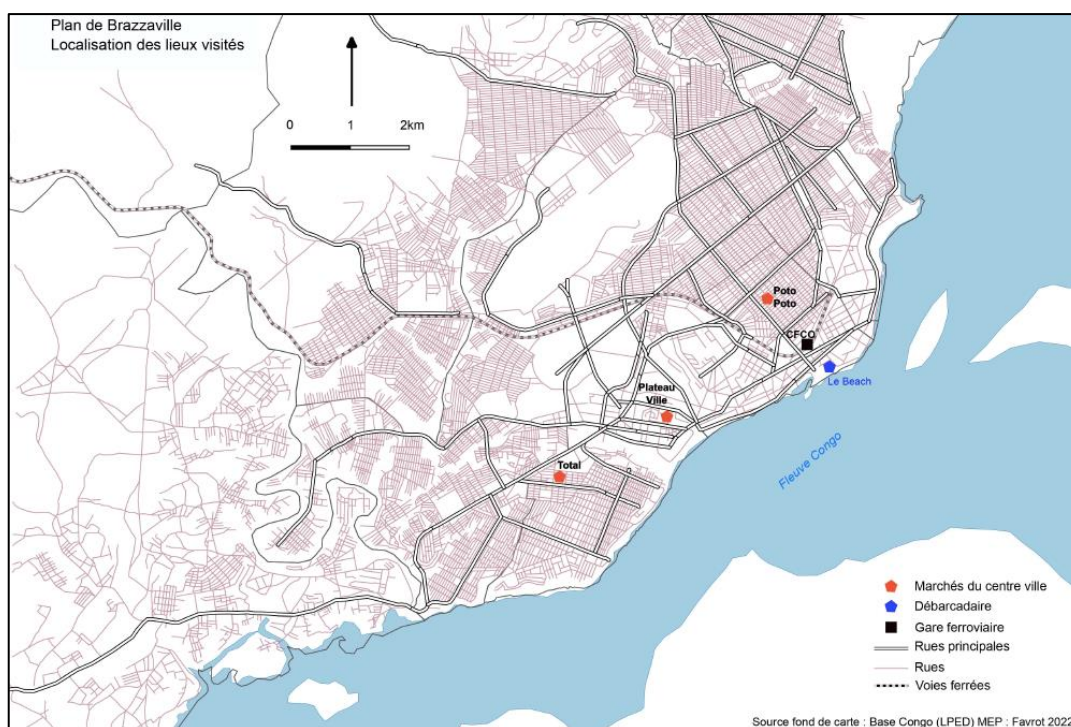 Plan de Brazzaville
Localisation des lieux visités
0 1 2km
Poto
Poto
CFCO
Le Beach
Plateau
Ville
Total
Fleuve Congo
Marchés du centre ville
Débarcadaire
Gare ferroviaire
Rues principales
Rues
Voies ferrées
Source fond de carte : Base Congo (LPED) MEP : Favrot 2022